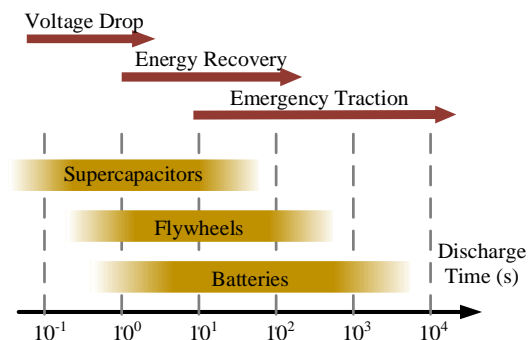 Voltage Drop
Energy Recovery
Emergency Traction
Supercapacitors
Flywheels
Batteries
Discharge
Time (s)
10⁻¹ 10⁰ 10¹ 10² 10³ 10⁴